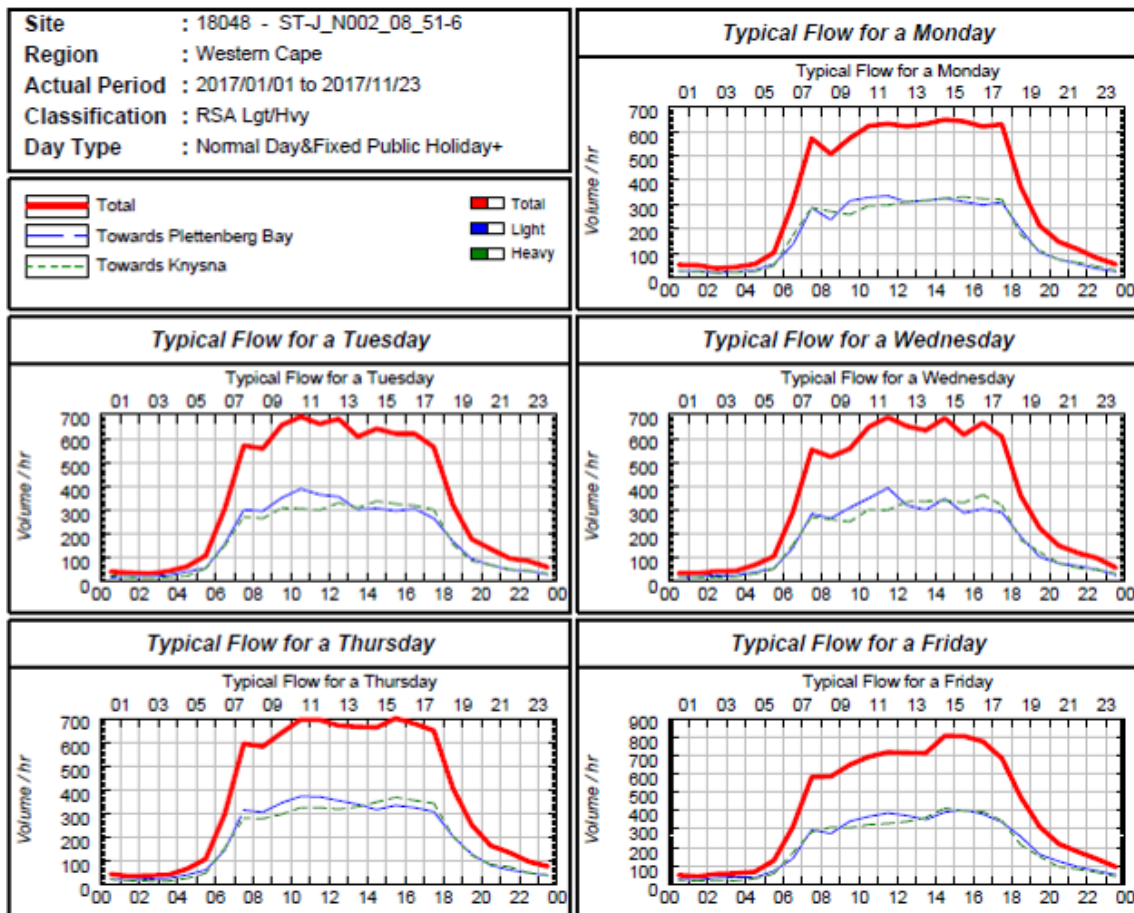 Site : 18048 - ST-J_N002_08_51-6
Region : Western Cape
Actual Period : 2017/01/01 to 2017/11/23
Classification : RSA Lgt/Hvy
Day Type : Normal Day&Fixed Public Holiday+
Total
Towards Plettenberg Bay
Towards Knysna
Total
Light
Heavy
Typical Flow for a Monday
Typical Flow for a Monday
01 03 05 07 09 11 13 15 17 19 21 23
700
600
500
400
300
200
100
0
Volume / hr
00 02 04 06 08 10 12 14 16 18 20 22 00
Typical Flow for a Tuesday
Typical Flow for a Tuesday
01 03 05 07 09 11 13 15 17 19 21 23
700
600
500
400
300
200
100
0
Volume / hr
00 02 04 06 08 10 12 14 16 18 20 22 00
Typical Flow for a Wednesday
Typical Flow for a Wednesday
01 03 05 07 09 11 13 15 17 19 21 23
700
600
500
400
300
200
100
0
Volume / hr
00 02 04 06 08 10 12 14 16 18 20 22 00
Typical Flow for a Thursday
Typical Flow for a Thursday
01 03 05 07 09 11 13 15 17 19 21 23
700
600
500
400
300
200
100
0
Volume / hr
00 02 04 06 08 10 12 14 16 18 20 22 00
Typical Flow for a Friday
Typical Flow for a Friday
01 03 05 07 09 11 13 15 17 19 21 23
900
800
700
600
500
400
300
200
100
0
Volume / hr
00 02 04 06 08 10 12 14 16 18 20 22 00